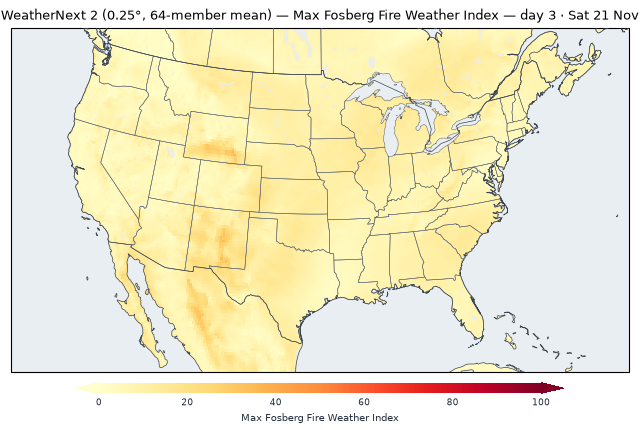 WeatherNext 2 (0.25°, 64-member mean) — Max Fosberg Fire Weather Index — day 3 · Sat 21 Nov
0 20 40 60 80 100
Max Fosberg Fire Weather Index